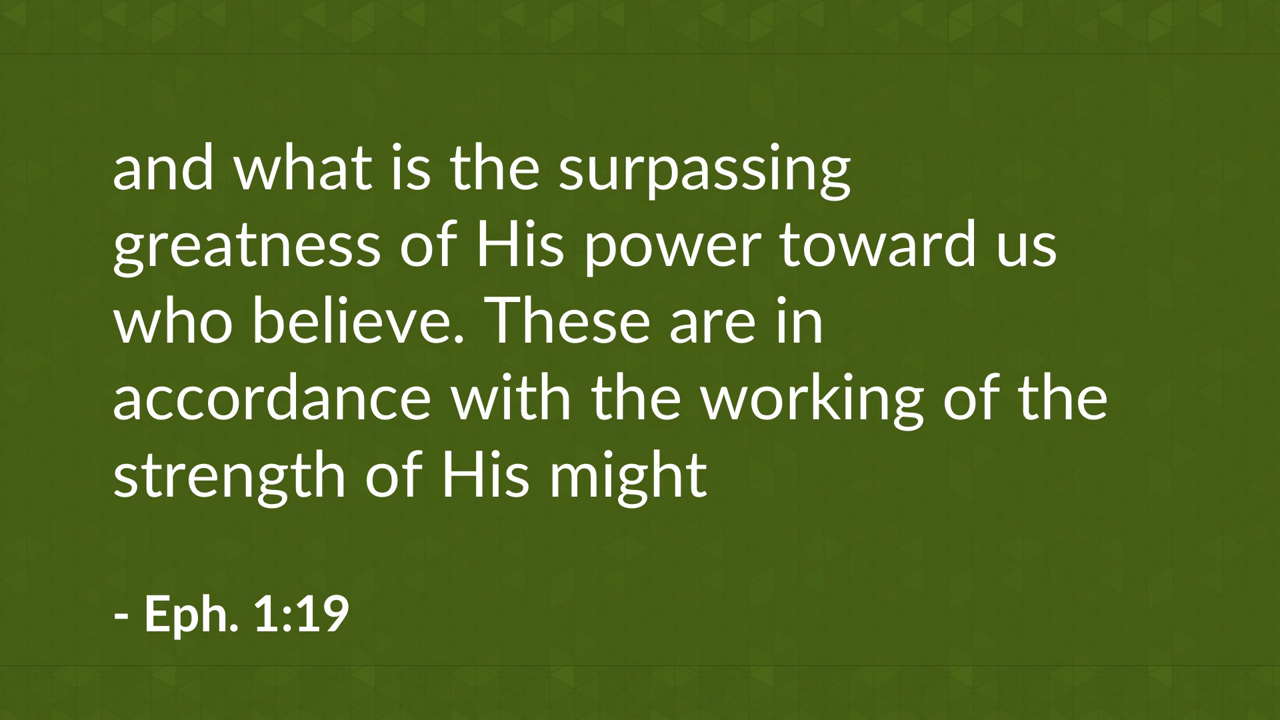 and what is the surpassing
greatness of His power toward us
who believe. These are in
accordance with the working of the
strength of His might
- Eph. 1:19